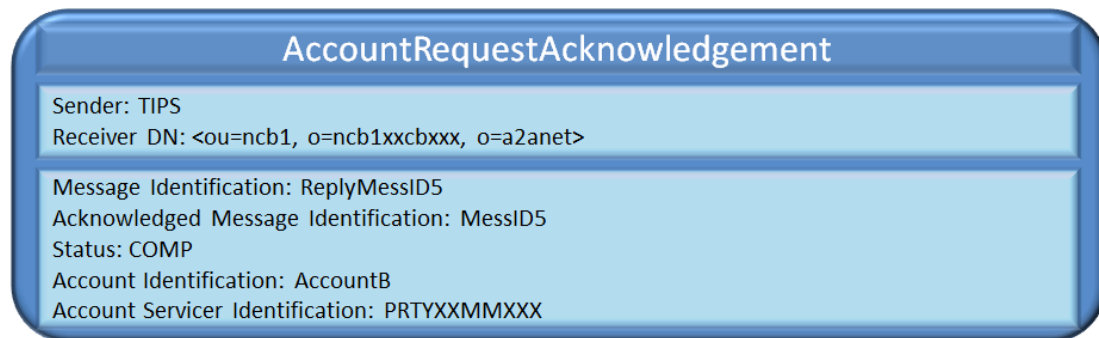 AccountRequestAcknowledgement
Sender: TIPS
Receiver DN: <ou=ncb1, o=ncb1xxcbxxx, o=a2anet>
Message Identification: ReplyMessID5
Acknowledged Message Identification: MessID5
Status: COMP
Account Identification: AccountB
Account Servicer Identification: PRTYXXMMXXX